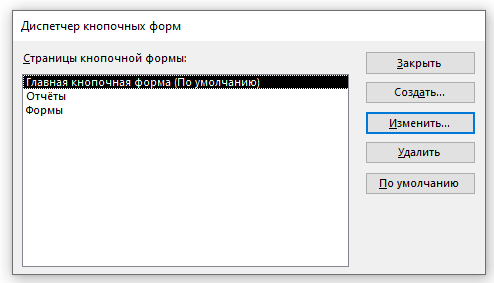 Диспетчер кнопочных форм
Страницы кнопочной формы:
Главная кнопочная форма (По умолчанию)
Отчёты
Формы
Закрыть
Создать...
Изменить...
Удалить
По умолчанию